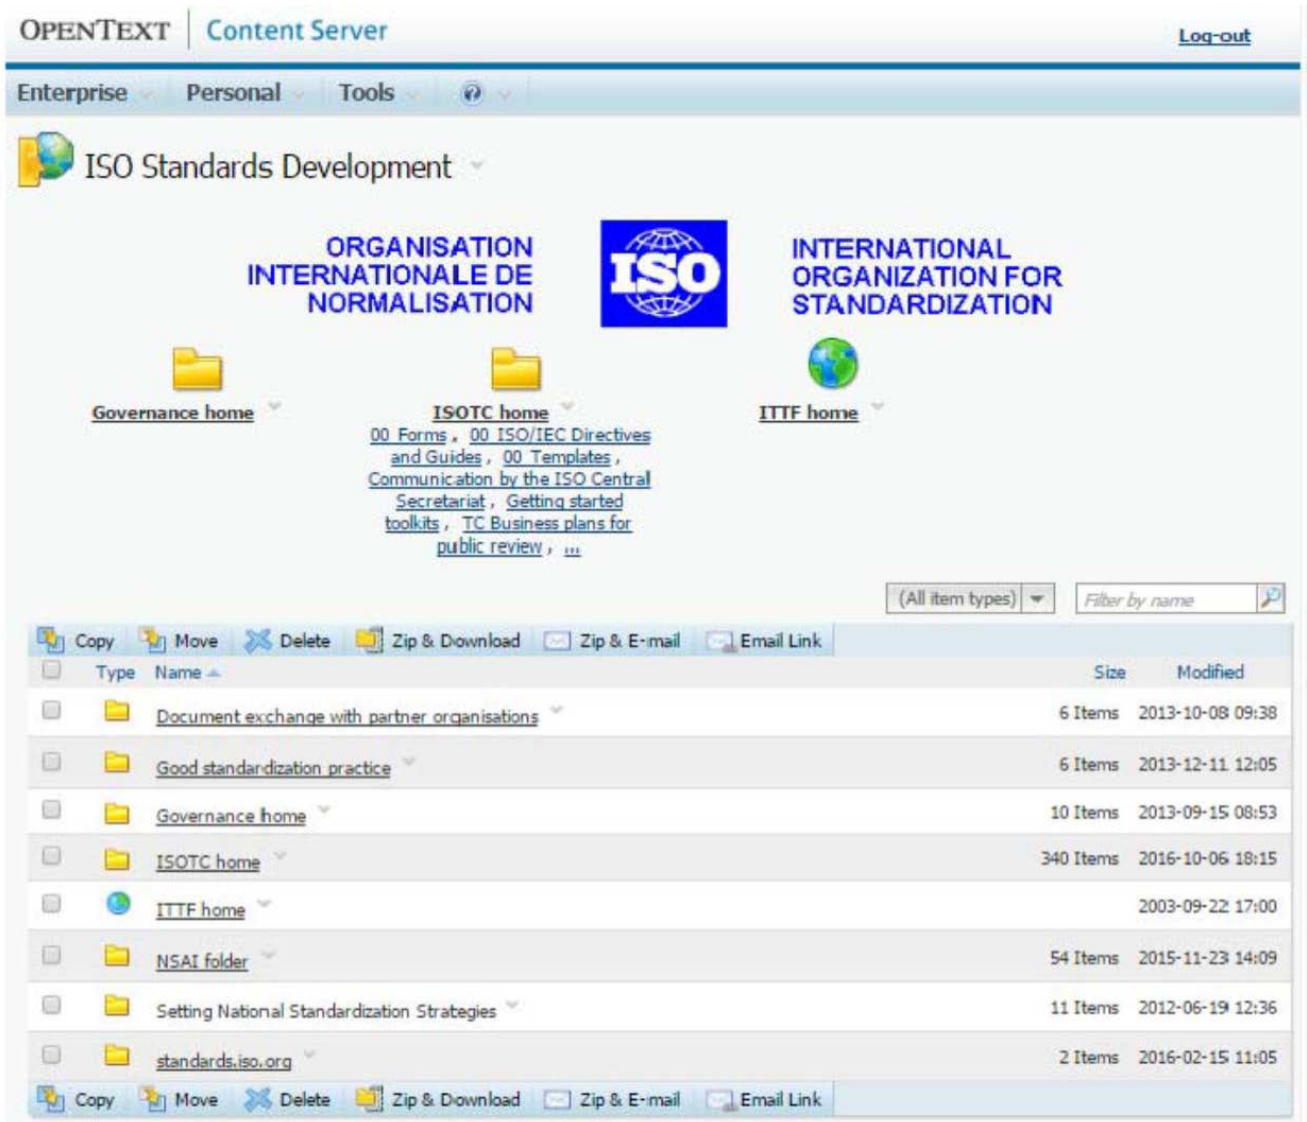 OPENTEXT | Content Server
Log-out
Enterprise Personal Tools ?
ISO Standards Development
ORGANISATION
INTERNATIONALE DE
NORMALISATION
ISO
INTERNATIONAL
ORGANIZATION FOR
STANDARDIZATION
Governance home
ISOTC home
00 Forms , 00 ISO/IEC Directives
and Guides , 00 Templates ,
Communication by the ISO Central
Secretariat , Getting started
toolkits , TC Business plans for
public review , ...
ITTF home
(All item types) Filter by name
Copy Move Delete Zip & Download Zip & E-mail Email Link
Type Name Size Modified
Document exchange with partner organisations 6 Items 2013-10-08 09:38
Good standardization practice 6 Items 2013-12-11 12:05
Governance home 10 Items 2013-09-15 08:53
ISOTC home 340 Items 2016-10-06 18:15
ITTF home 2003-09-22 17:00
NSAI folder 54 Items 2015-11-23 14:09
Setting National Standardization Strategies 11 Items 2012-06-19 12:36
standards.iso.org 2 Items 2016-02-15 11:05
Copy Move Delete Zip & Download Zip & E-mail Email Link